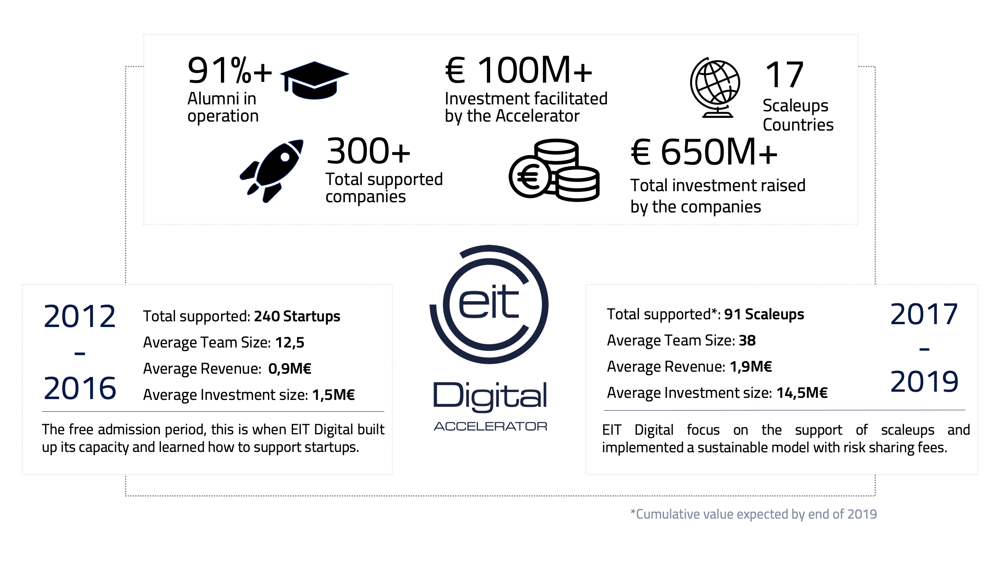 91%+
Alumni in
operation
€ 100M+
Investment facilitated
by the Accelerator
17
Scaleups
Countries
300+
Total supported
companies
€
€ 650M+
Total investment raised
by the companies
2012
-
2016
Total supported: 240 Startups
Average Team Size: 12,5
Average Revenue: 0,9M€
Average Investment size: 1,5M€
The free admission period, this is when EIT Digital built
up its capacity and learned how to support startups.
eit
Digital
ACCELERATOR
Total supported*: 91 Scaleups
Average Team Size: 38
Average Revenue: 1,9M€
Average Investment size: 14,5M€
2017
-
2019
EIT Digital focus on the support of scaleups and
implemented a sustainable model with risk sharing fees.
*Cumulative value expected by end of 2019